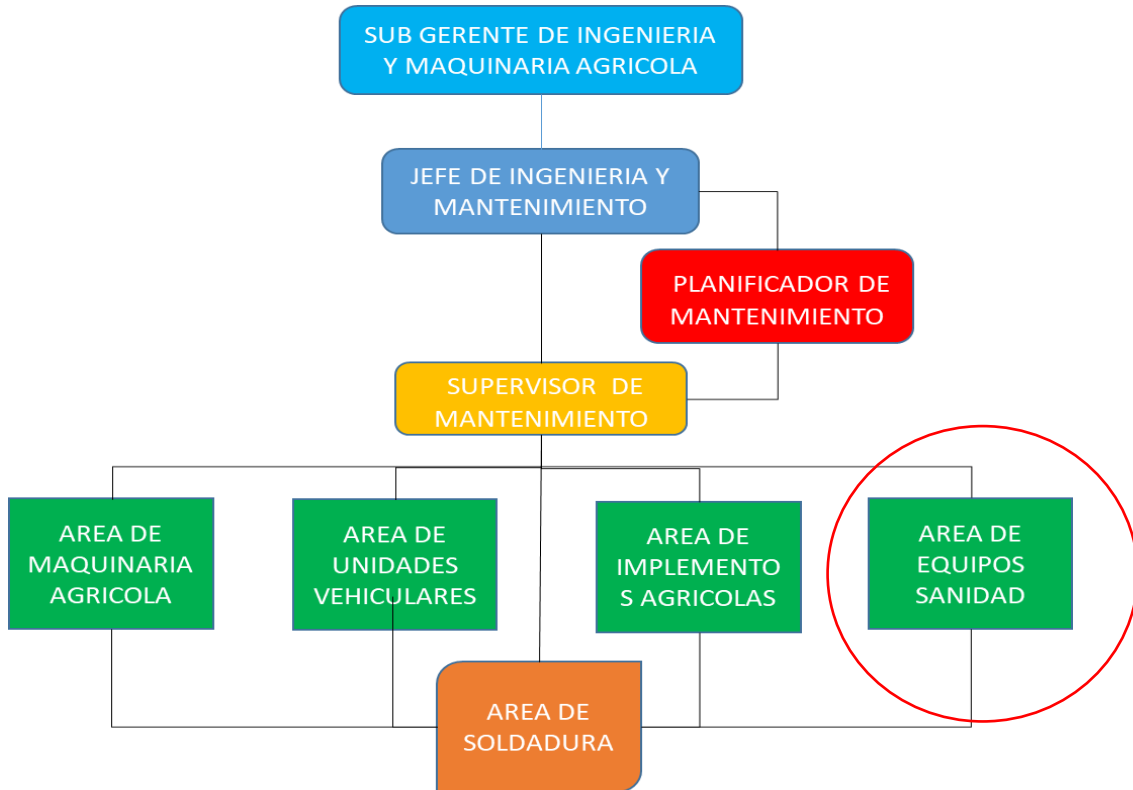 SUB GERENTE DE INGENIERIA
Y MAQUINARIA AGRICOLA
JEFE DE INGENIERIA Y
MANTENIMIENTO
PLANIFICADOR DE
MANTENIMIENTO
SUPERVISOR DE
MANTENIMIENTO
AREA DE
MAQUINARIA
AGRICOLA
AREA DE
UNIDADES
VEHICULARES
AREA DE
IMPLEMENTO
S AGRICOLAS
AREA DE
EQUIPOS
SANIDAD
AREA DE
SOLDADURA